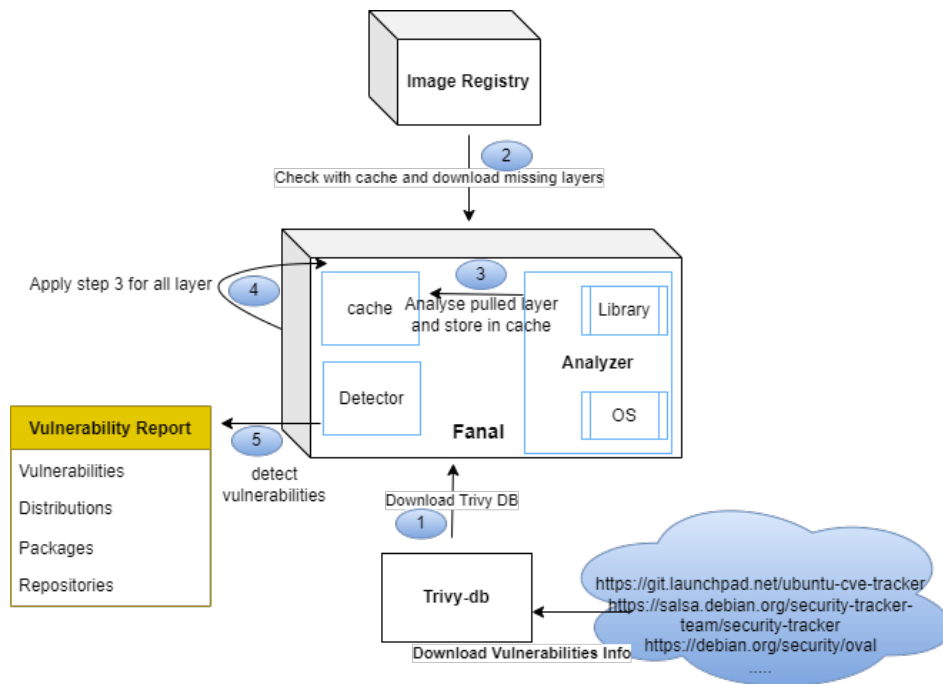 Image Registry
2
Check with cache and download missing layers
Apply step 3 for all layer
4
cache
3
Analyse pulled layer
and store in cache
Library
Analyzer
OS
Detector
Fanal
Vulnerability Report
Vulnerabilities
Distributions
Packages
Repositories
5
detect
vulnerabilities
Download Trivy DB
1
Trivy-db
Download Vulnerabilities Info
https://git.launchpad.net/ubuntu-cve-tracker
https://salsa.debian.org/security-tracker-
team/security-tracker
https://debian.org/security/oval
.....